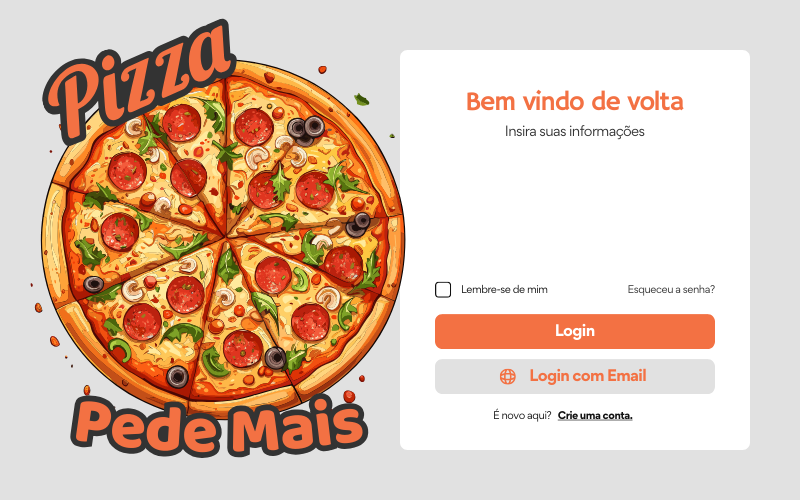 Pizza
Pede Mais
Bem vindo de volta
Insira suas informações
Lembre-se de mim
Esqueceu a senha?
Login
Login com Email
É novo aqui? Crie uma conta.